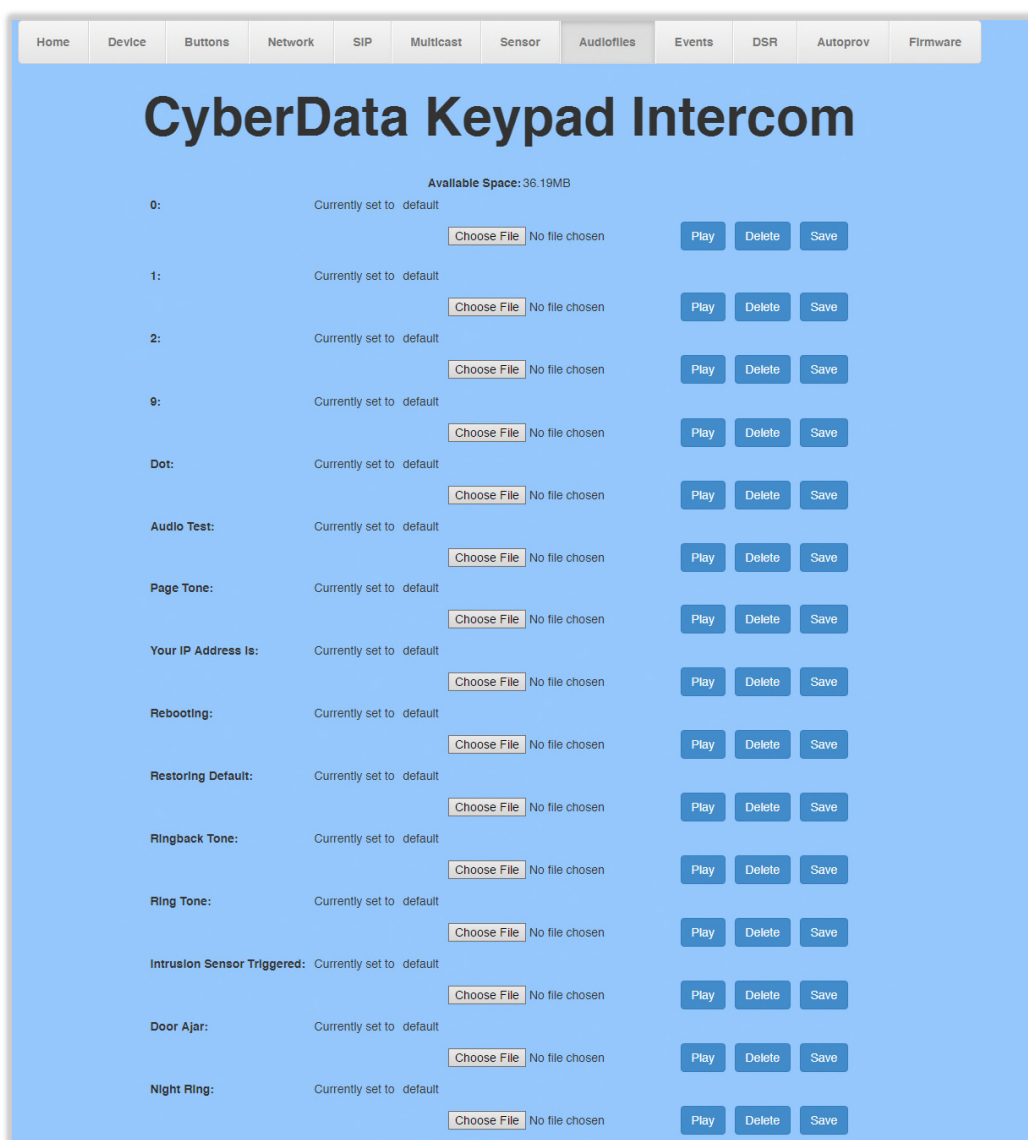 Home Device Buttons Network SIP Multicast Sensor Audiofiles Events DSR Autoprov Firmware
CyberData Keypad Intercom
Available Space: 36.19MB
0: Currently set to default
Choose File No file chosen Play Delete Save
1: Currently set to default
Choose File No file chosen Play Delete Save
2: Currently set to default
Choose File No file chosen Play Delete Save
9: Currently set to default
Choose File No file chosen Play Delete Save
Dot: Currently set to default
Choose File No file chosen Play Delete Save
Audio Test: Currently set to default
Choose File No file chosen Play Delete Save
Page Tone: Currently set to default
Choose File No file chosen Play Delete Save
Your IP Address Is: Currently set to default
Choose File No file chosen Play Delete Save
Rebooting: Currently set to default
Choose File No file chosen Play Delete Save
Restoring Default: Currently set to default
Choose File No file chosen Play Delete Save
Ringback Tone: Currently set to default
Choose File No file chosen Play Delete Save
Ring Tone: Currently set to default
Choose File No file chosen Play Delete Save
Intrusion Sensor Triggered: Currently set to default
Choose File No file chosen Play Delete Save
Door Ajar: Currently set to default
Choose File No file chosen Play Delete Save
Night Ring: Currently set to default
Choose File No file chosen Play Delete Save